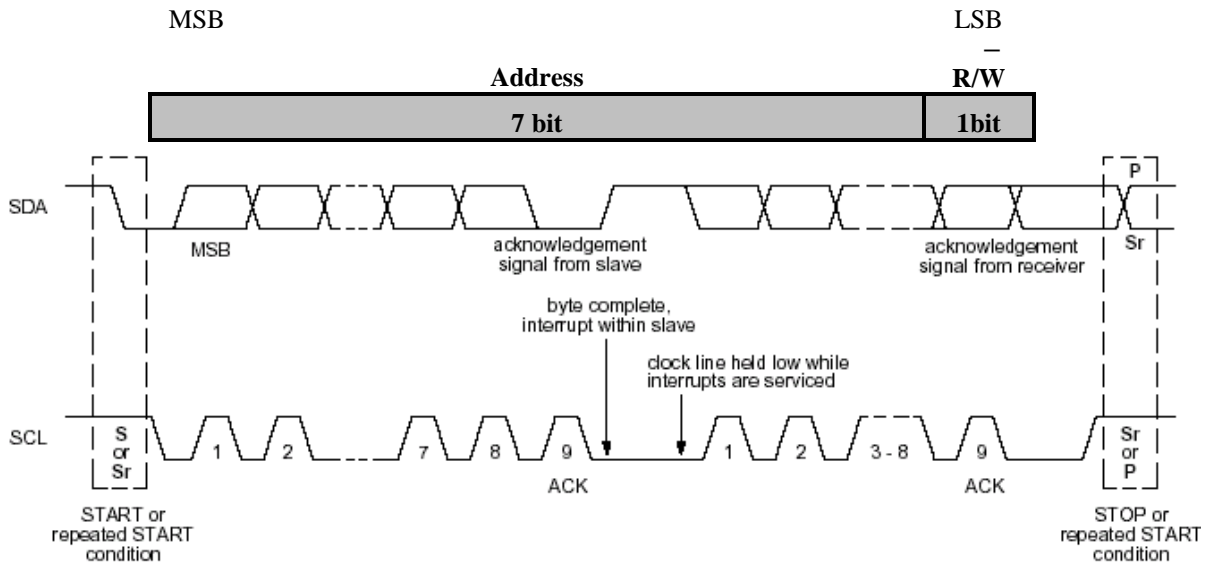 MSB LSB
–
Address R/W
7 bit 1bit
SDA
MSB
acknowledgement
signal from slave
acknowledgement
signal from receiver
P
Sr
byte complete,
interrupt within slave
clock line held low while
interrupts are serviced
SCL
S
or
Sr
1 2 7 8 9 1 2 3 - 8 9
ACK ACK
Sr
or
P
START or
repeated START
condition
STOP or
repeated START
condition